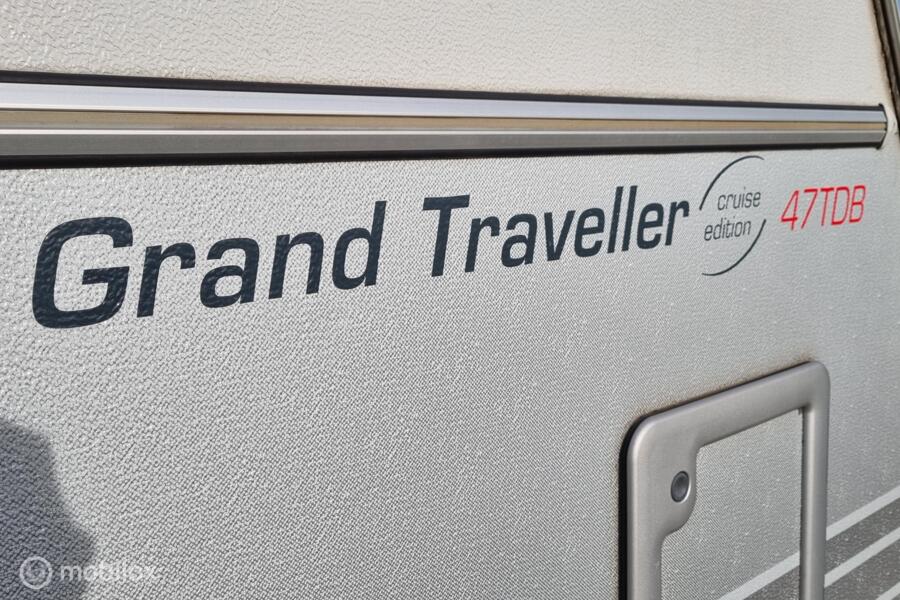 Grand Traveller
cruise
edition
47TDB
mobilox